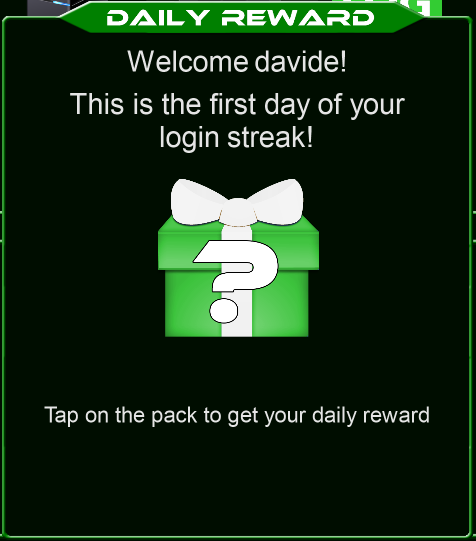 DAILY REWARD
Welcome davide!
This is the first day of your
login streak!
?
Tap on the pack to get your daily reward